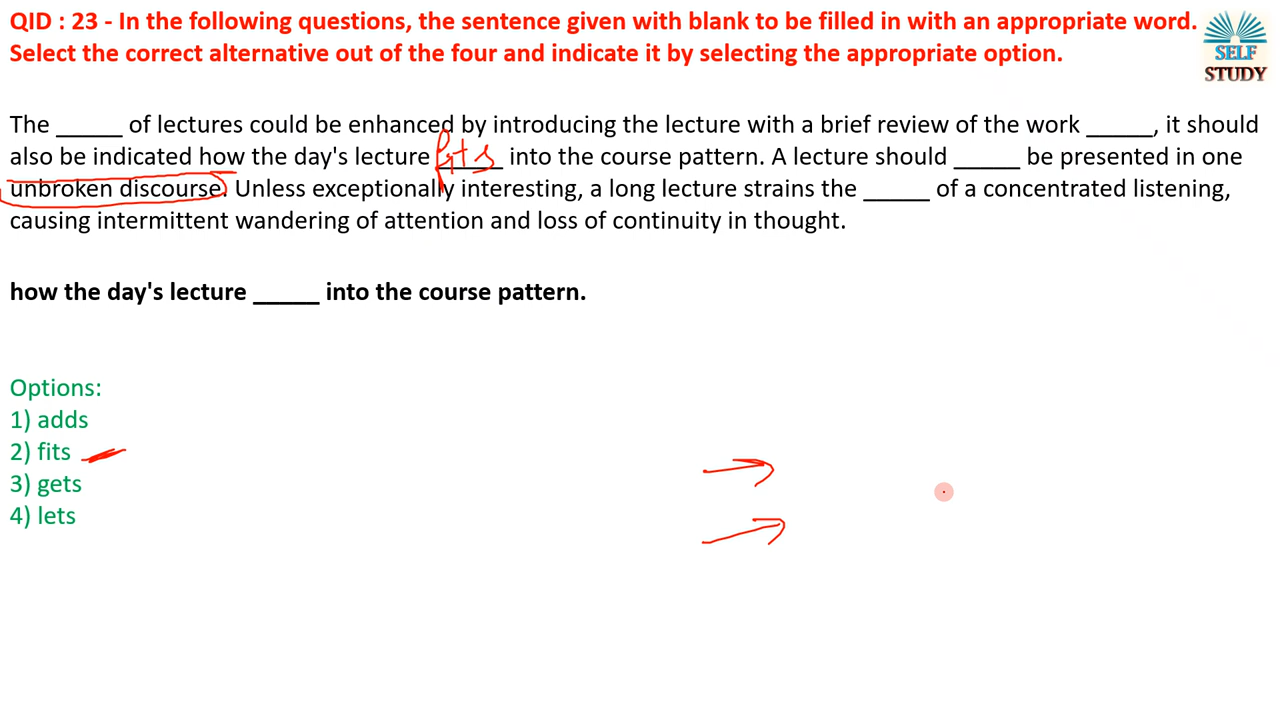 QID : 23 - In the following questions, the sentence given with blank to be filled in with an appropriate word.
Select the correct alternative out of the four and indicate it by selecting the appropriate option.
SELF
STUDY
The _____ of lectures could be enhanced by introducing the lecture with a brief review of the work _____, it should
also be indicated how the day's lecture fits into the course pattern. A lecture should _____ be presented in one
unbroken discourse. Unless exceptionally interesting, a long lecture strains the _____ of a concentrated listening,
causing intermittent wandering of attention and loss of continuity in thought.
how the day's lecture _____ into the course pattern.
Options:
1) adds
2) fits
3) gets
4) lets